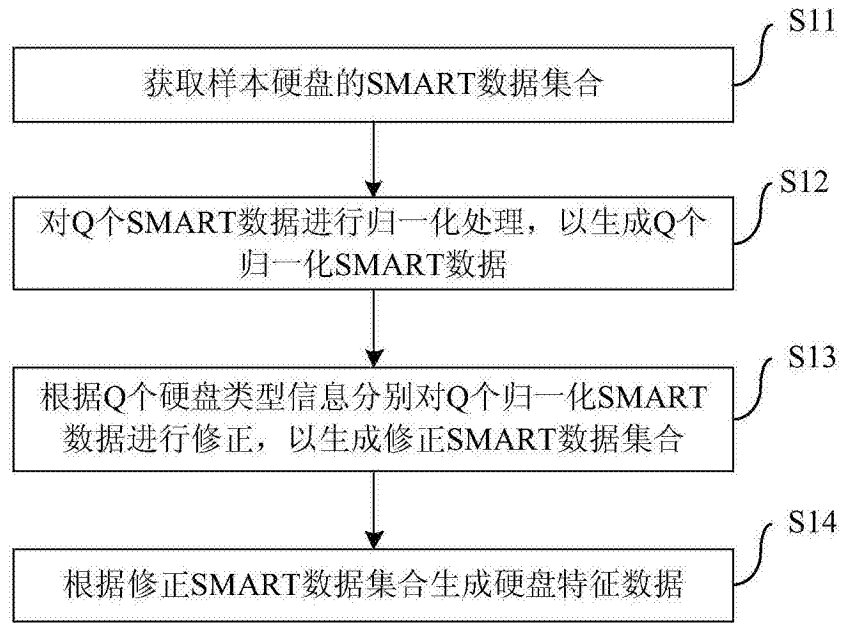 S11
获取样本硬盘的SMART数据集合
S12
对Q个SMART数据进行归一化处理，以生成Q个
归一化SMART数据
S13
根据Q个硬盘类型信息分别对Q个归一化SMART
数据进行修正，以生成修正SMART数据集合
S14
根据修正SMART数据集合生成硬盘特征数据